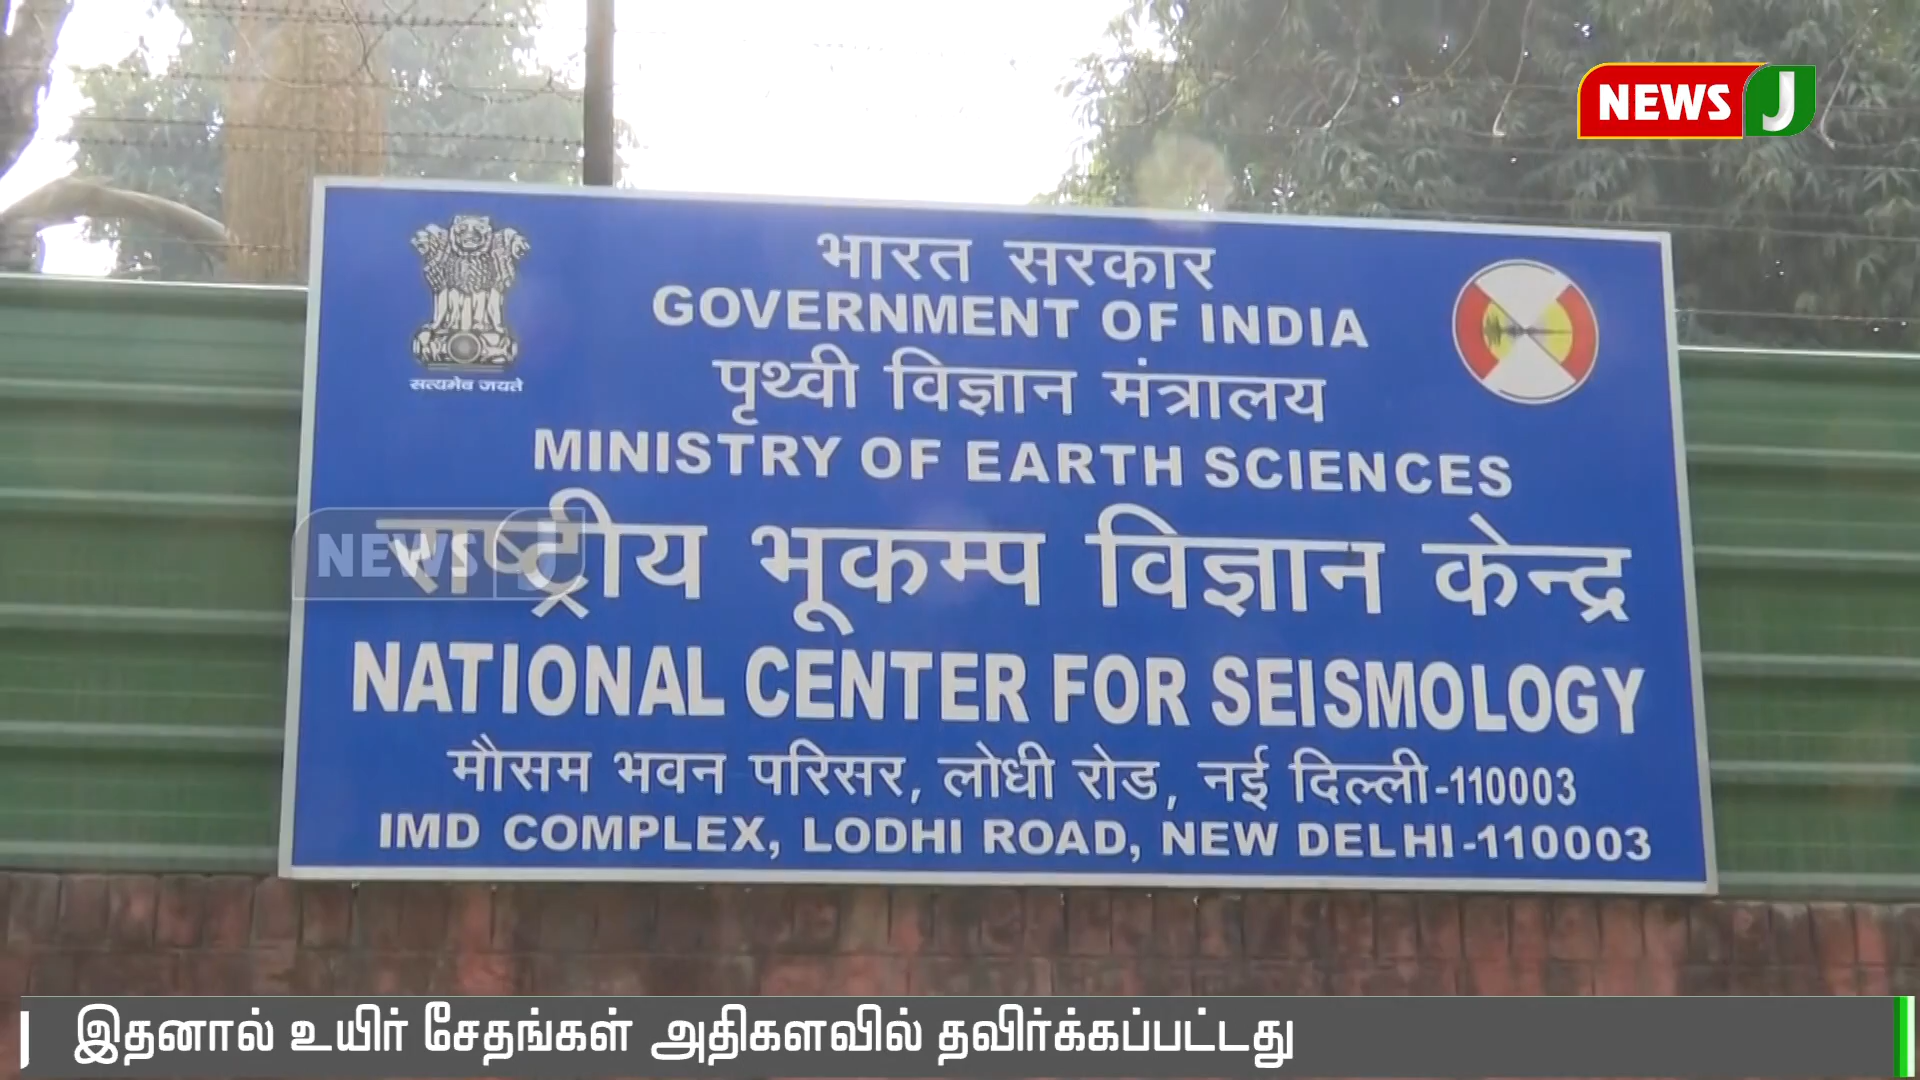 NEWS J
सत्यमेव जयते
भारत सरकार
GOVERNMENT OF INDIA
पृथ्वी विज्ञान मंत्रालय
MINISTRY OF EARTH SCIENCES
राष्ट्रीय भूकम्प विज्ञान केन्द्र
NEWS J
NATIONAL CENTER FOR SEISMOLOGY
मौसम भवन परिसर, लोधी रोड, नई दिल्ली-110003
IMD COMPLEX, LODHI ROAD, NEW DELHI-110003
இதனால் உயிர் சேதங்கள் அதிகளவில் தவிர்க்கப்பட்டது